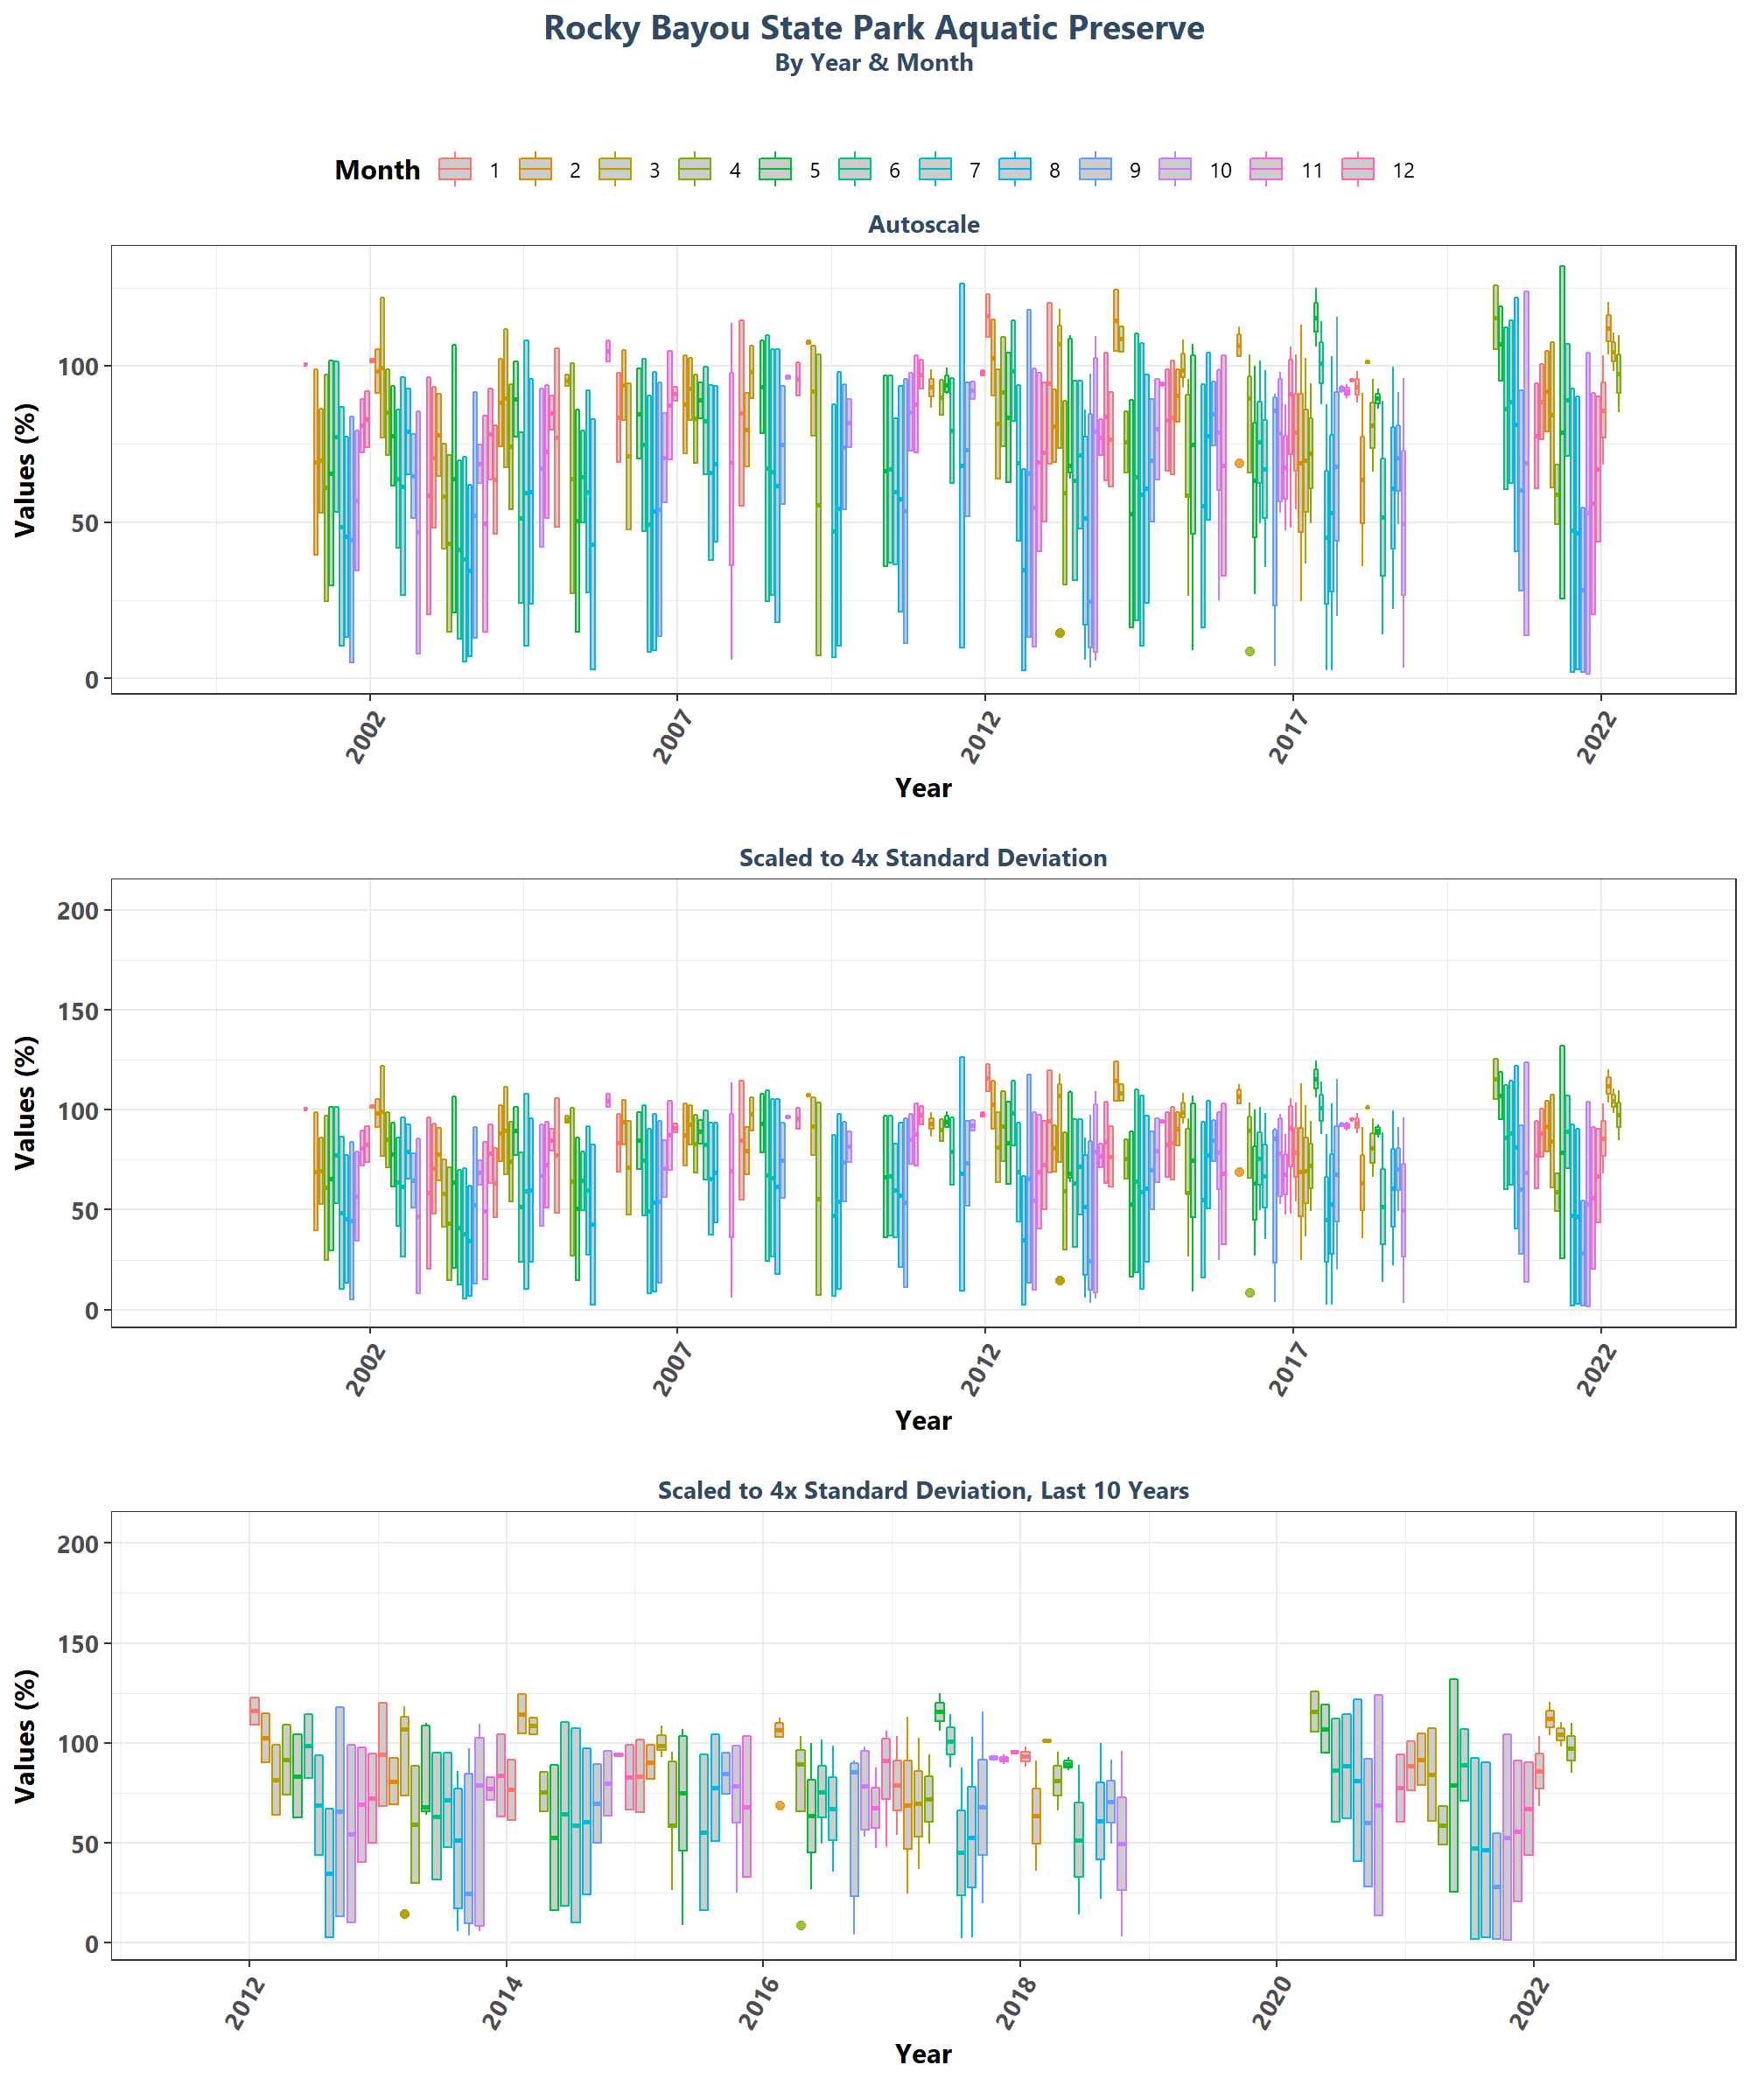 Rocky Bayou State Park Aquatic Preserve
By Year & Month
Month 1 2 3 4 5 6 7 8 9 10 11 12
Autoscale
Values (%)
100
50
0
2002 2007 2012 2017 2022
Year
Scaled to 4x Standard Deviation
Values (%)
200
150
100
50
0
2002 2007 2012 2017 2022
Year
Scaled to 4x Standard Deviation, Last 10 Years
Values (%)
200
150
100
50
0
2012 2014 2016 2018 2020 2022
Year